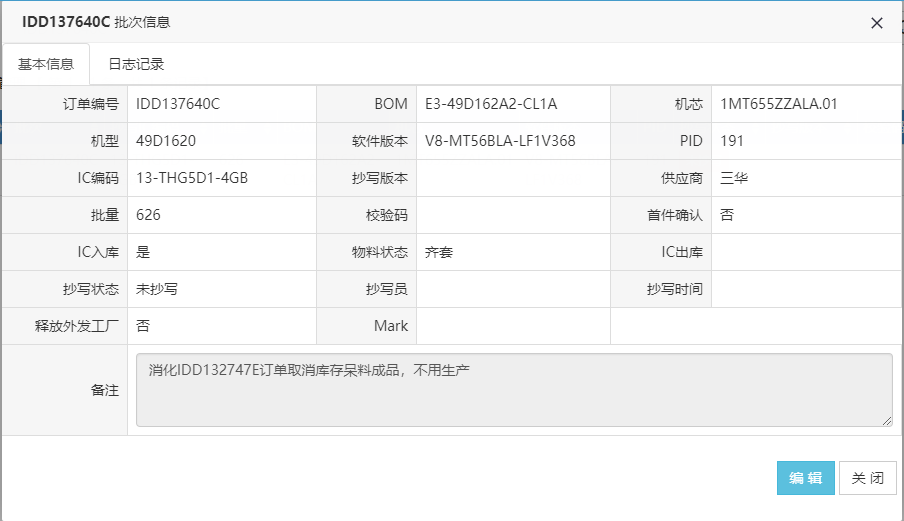 IDD137640C 批次信息
基本信息 日志记录
订单编号 IDD137640C BOM E3-49D162A2-CL1A 机芯 1MT655ZZALA.01
机型 49D1620 软件版本 V8-MT56BLA-LF1V368 PID 191
IC编码 13-THG5D1-4GB 抄写版本 供应商 三华
批量 626 校验码 首件确认 否
IC入库 是 物料状态 齐套 IC出库
抄写状态 未抄写 抄写员 抄写时间
释放外发工厂 否 Mark
备注 消化IDD132747E订单取消库存呆料成品，不用生产
编 辑 关 闭